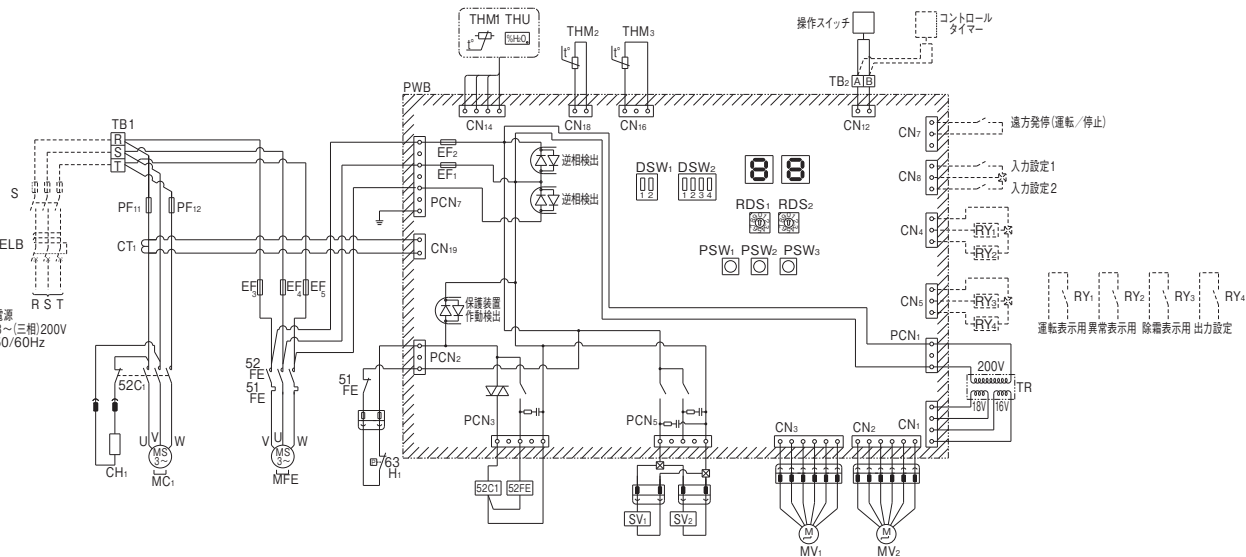 THM1 THU
t°
%H₂O
THM₂
t°
THM₃
t°
操作スイッチ
コントロール
タイマー
TB₂
A B
PWB
CN₁₄
CN₁₈
CN₁₆
CN₁₂
TB1
R
S
T
S
PF₁₁
PF₁₂
ELB
CT₁
R S T
電源
3～(三相)200V
50/60Hz
EF₃
EF₄
EF₅
EF₂
EF₁
PCN₇
CN₁₉
逆相検出
逆相検出
保護装置
作動検出
DSW₁
DSW₂
1 2
1 2 3 4
8 8
RDS₁
RDS₂
PSW₁
PSW₂
PSW₃
CN₇
遠方発停(運転／停止)
CN₈
入力設定1
入力設定2
CN₄
RY₁
RY₂
CN₅
RY₃
RY₄
RY₁
RY₂
RY₃
RY₄
運転表示用
異常表示用
除霜表示用
出力設定
PCN₁
200V
TR
18V
16V
CN₁
52C₁
52
FE
51
FE
51
FE
PCN₂
PCN₃
PCN₅
CN₃
CN₂
U
V
W
MS
3～
MC₁
CH₁
V
U
W
MS
3～
MFE
P
63
H₁
52C1
52FE
SV₁
SV₂
M
MV₁
M
MV₂